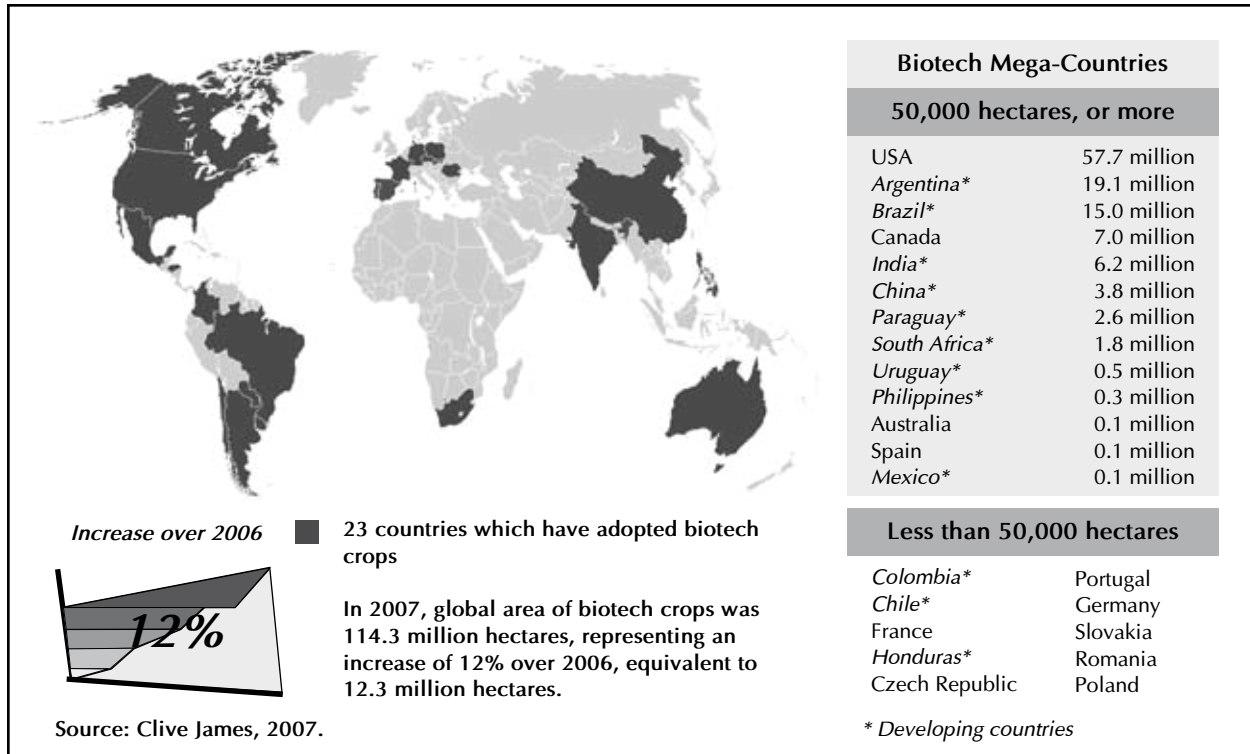 Biotech Mega-Countries
50,000 hectares, or more
USA 57.7 million
Argentina* 19.1 million
Brazil* 15.0 million
Canada 7.0 million
India* 6.2 million
China* 3.8 million
Paraguay* 2.6 million
South Africa* 1.8 million
Uruguay* 0.5 million
Philippines* 0.3 million
Australia 0.1 million
Spain 0.1 million
Mexico* 0.1 million
Less than 50,000 hectares
Colombia* Portugal
Chile* Germany
France Slovakia
Honduras* Romania
Czech Republic Poland
* Developing countries
Increase over 2006
12%
23 countries which have adopted biotech
crops
In 2007, global area of biotech crops was
114.3 million hectares, representing an
increase of 12% over 2006, equivalent to
12.3 million hectares.
Source: Clive James, 2007.